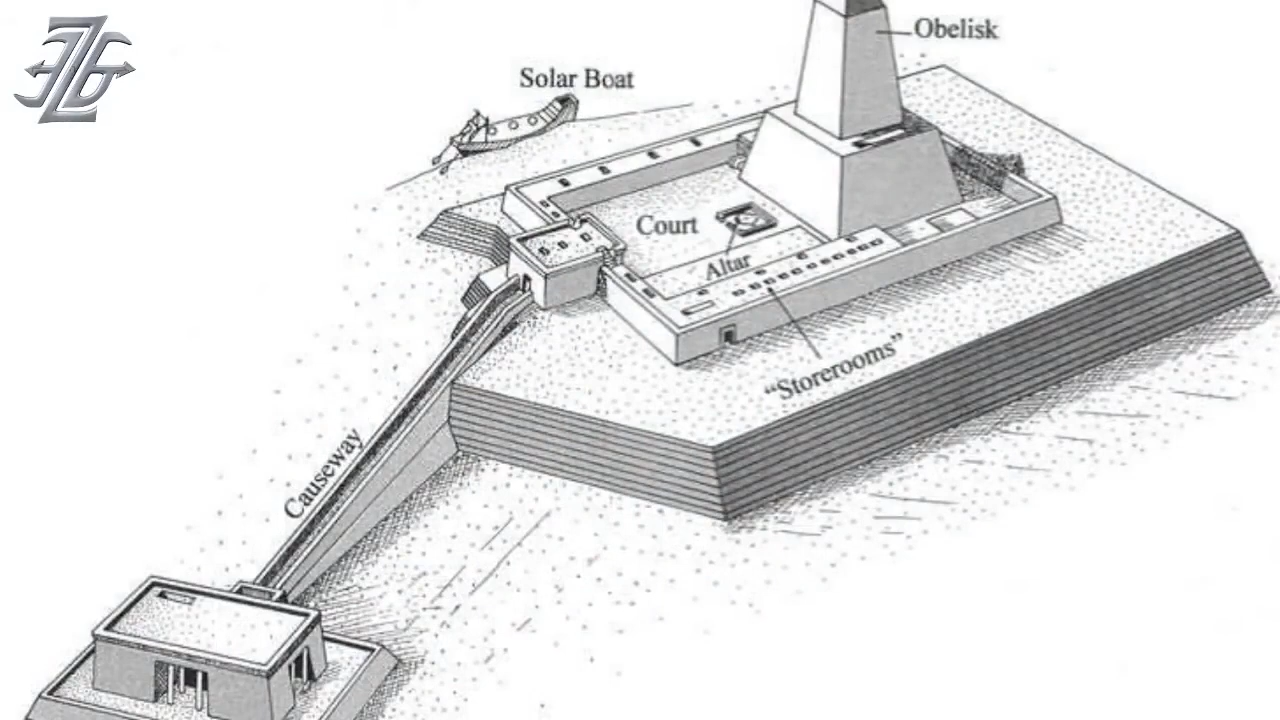 Obelisk
Solar Boat
Court
Altar
"Storerooms"
Causeway